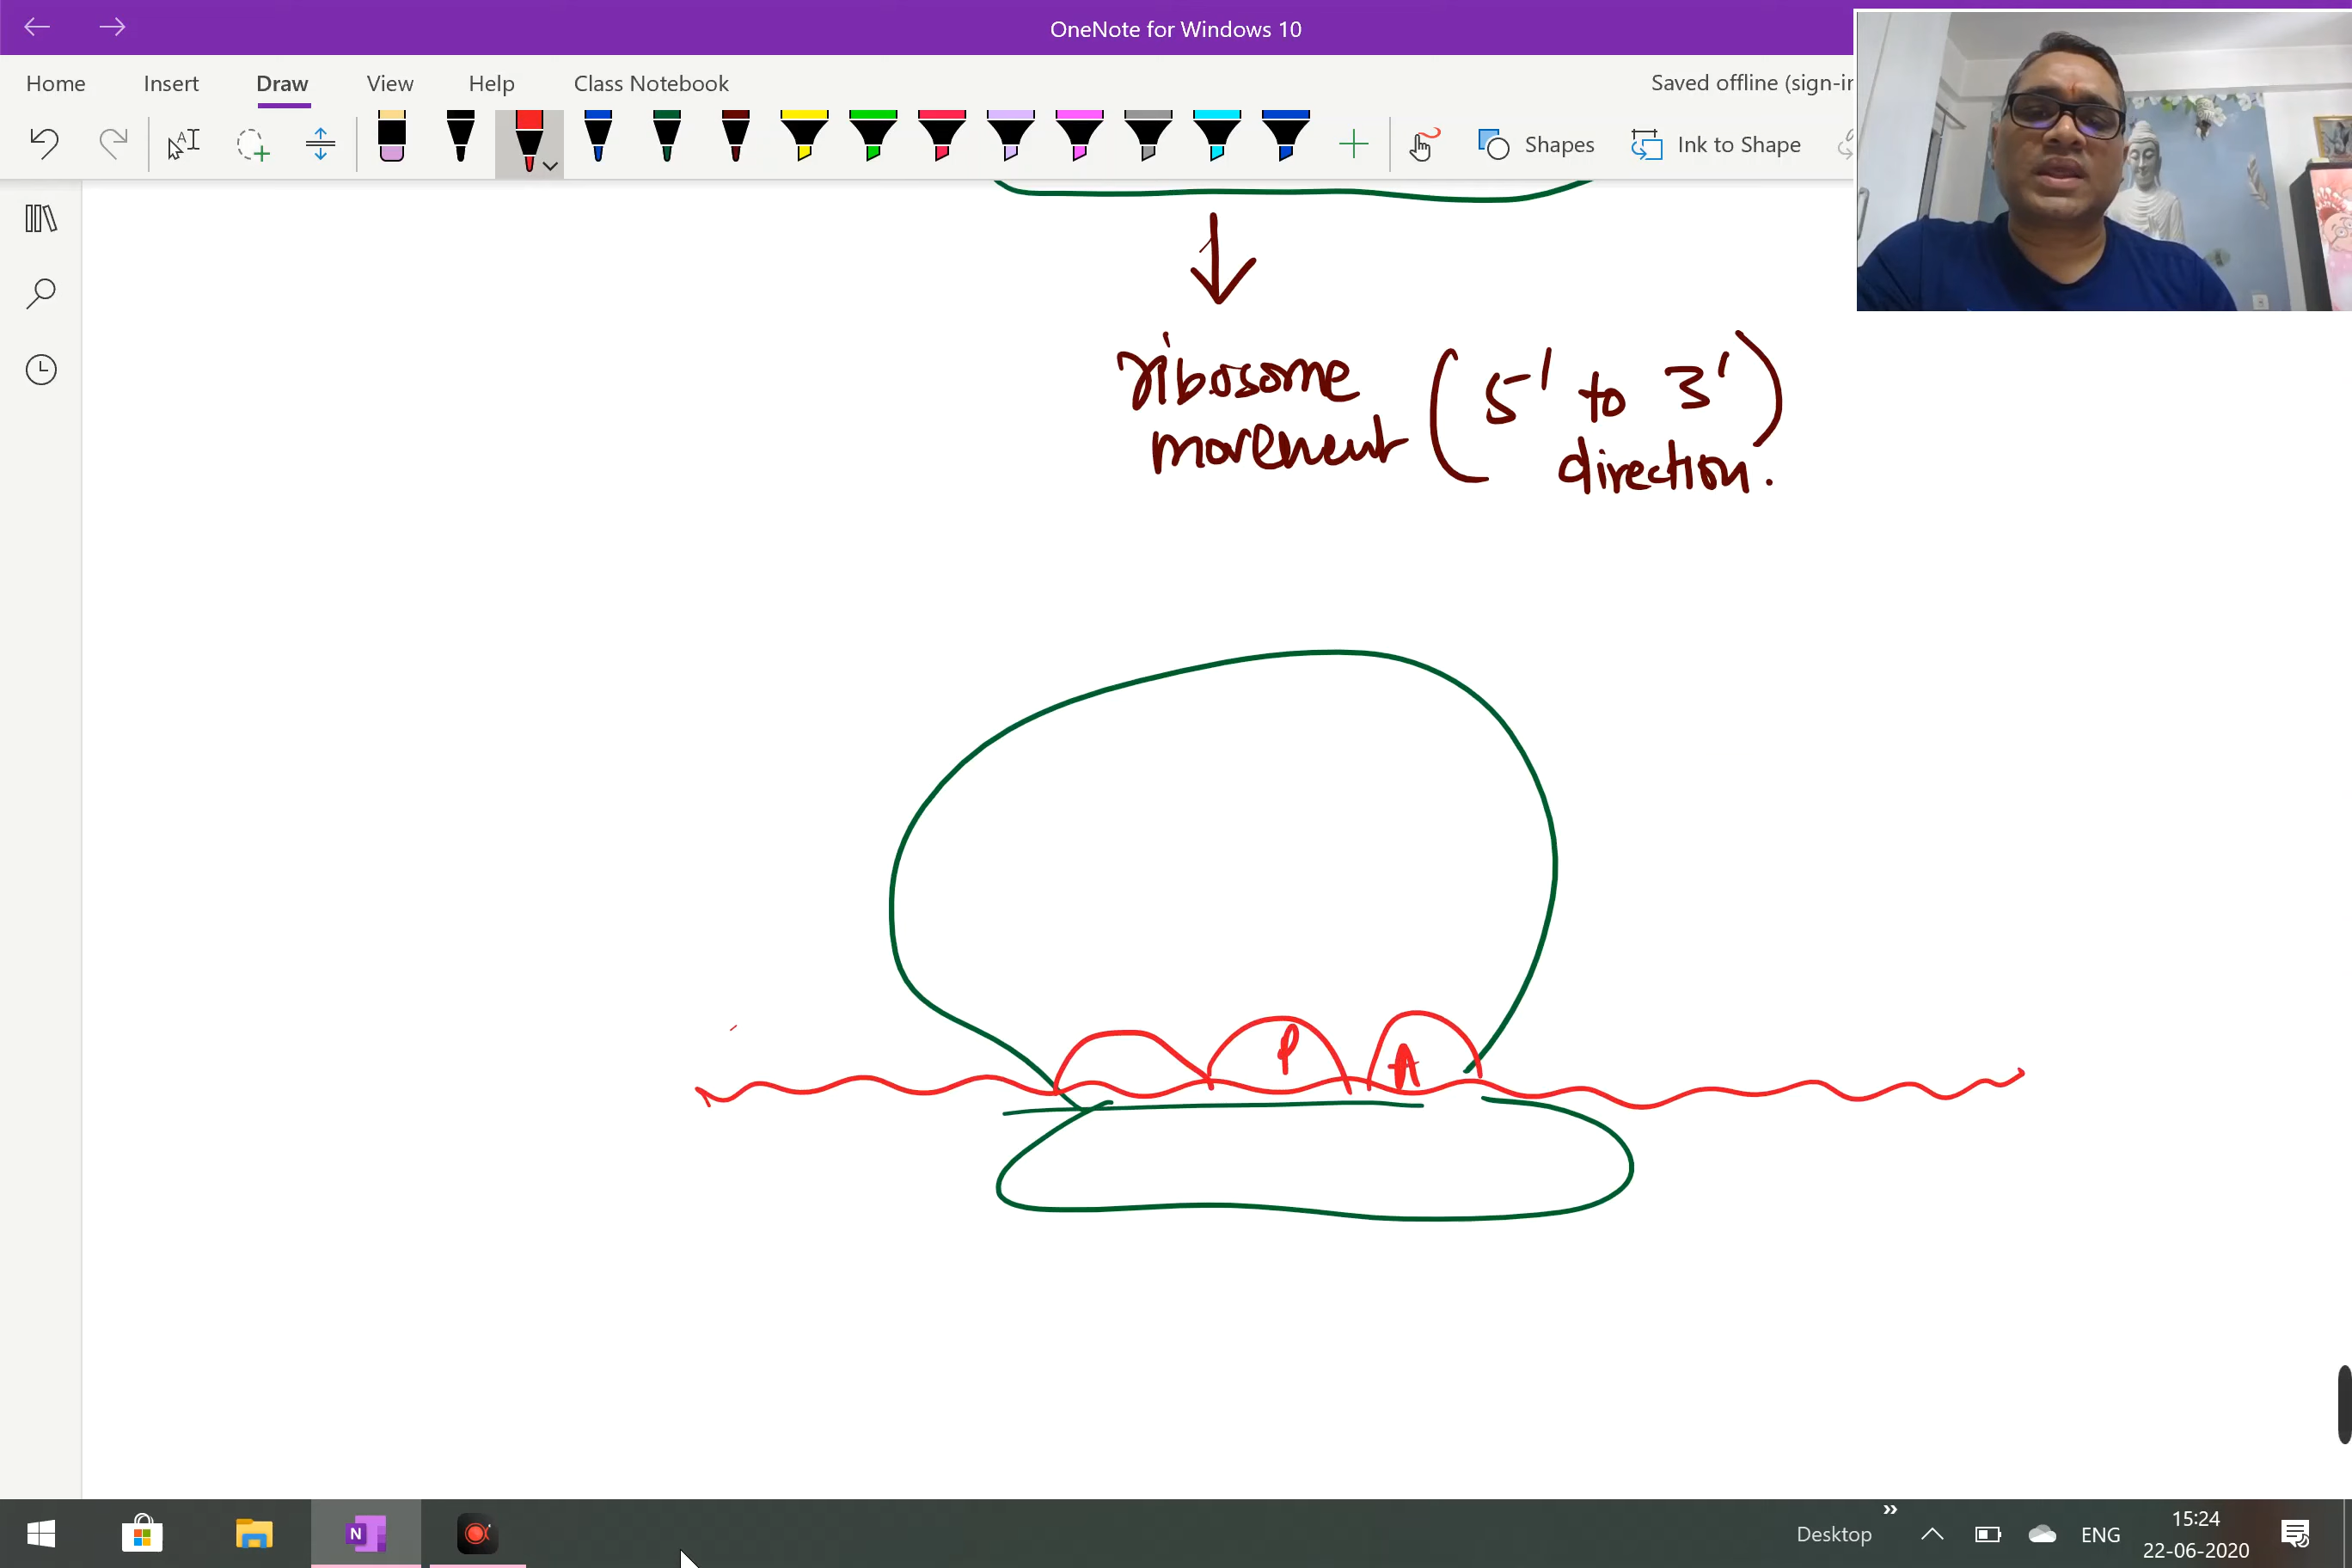 OneNote for Windows 10
Home Insert Draw View Help Class Notebook Saved offline (sign-in
Shapes Ink to Shape
ribosome (5' to 3')
movement direction.
P A
N
Desktop ENG 15:24
22-06-2020